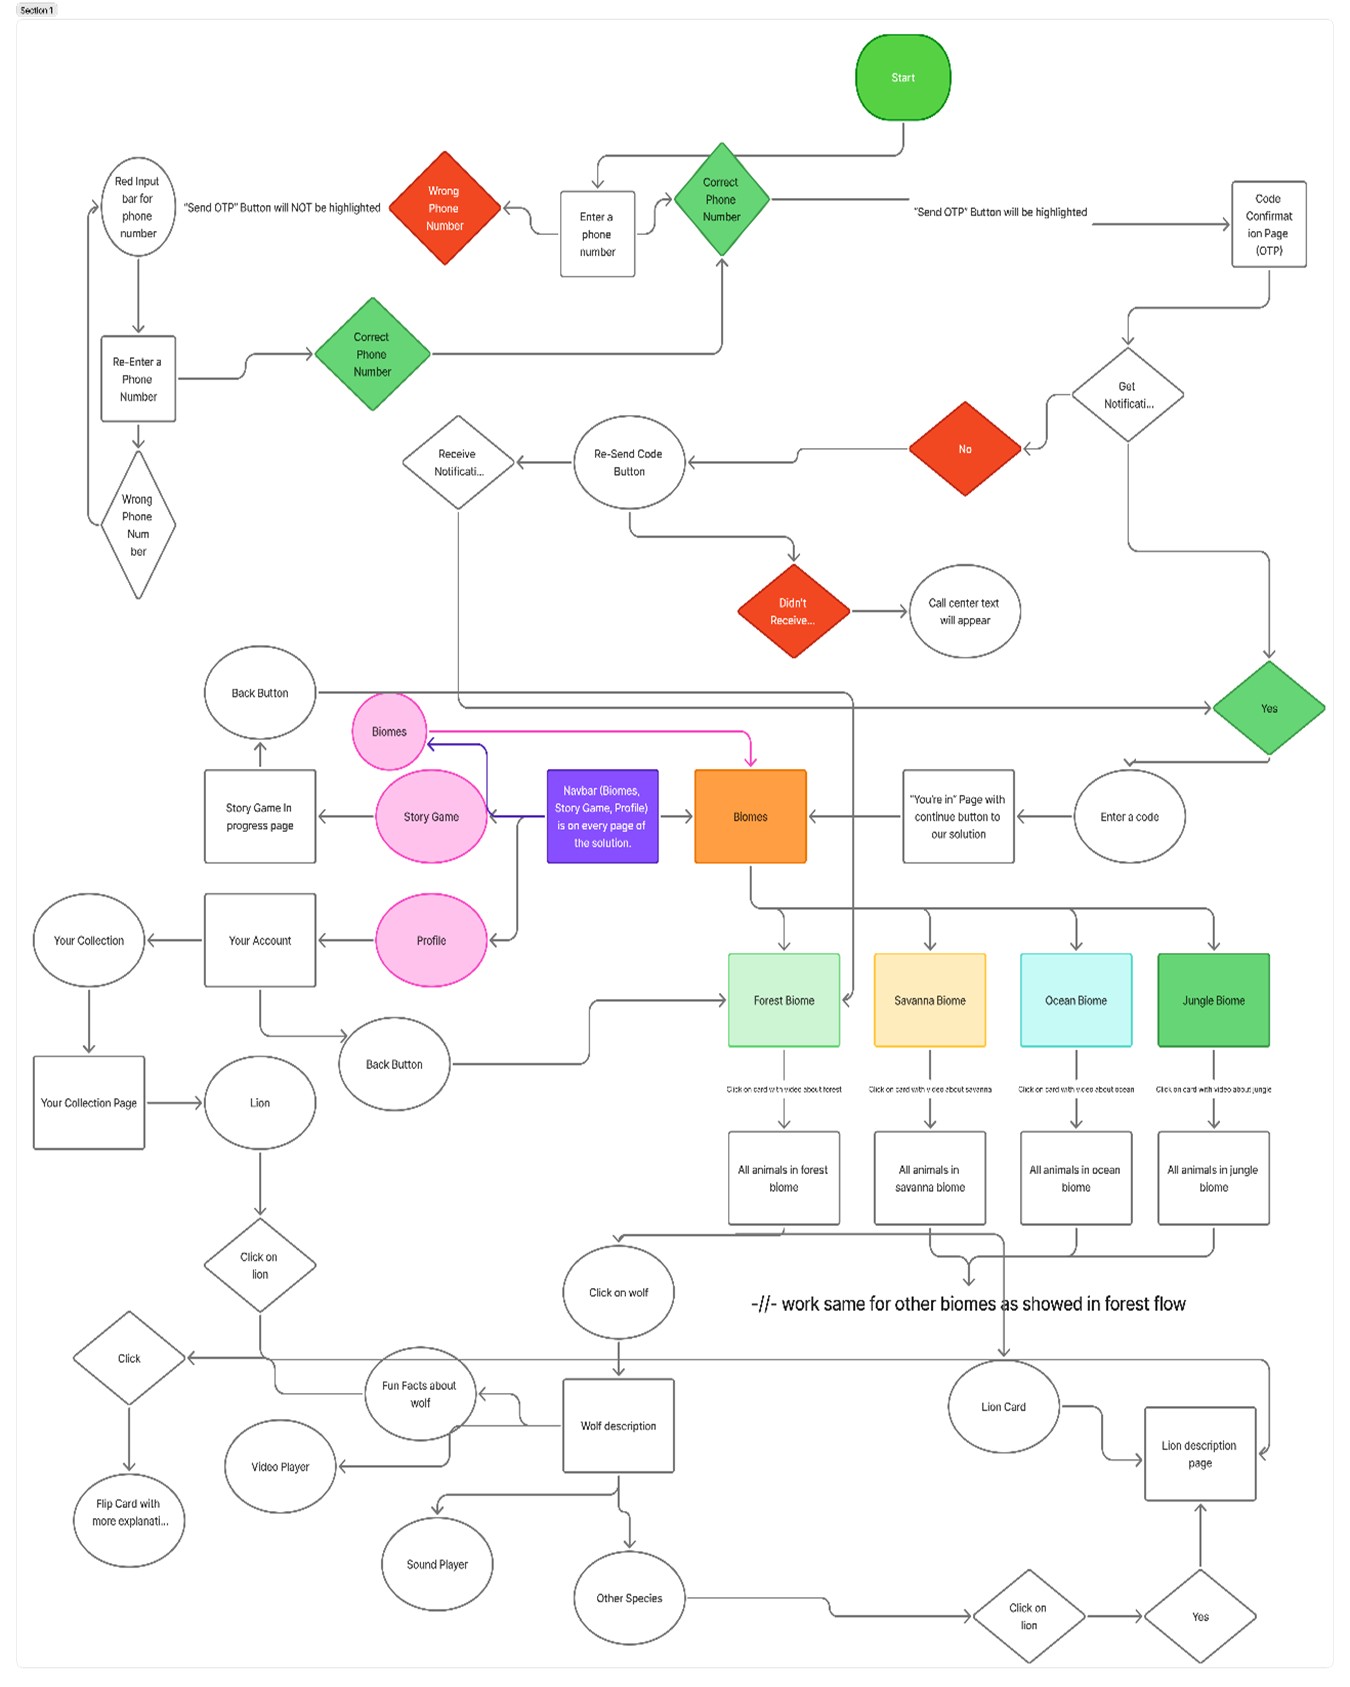 Section 1
Start
Red Input
bar for
phone
number
"Send OTP" Button will NOT be highlighted
Wrong
Phone
Number
Enter a
phone
number
Correct
Phone
Number
"Send OTP" Button will be highlighted
Code
Confirmat
ion Page
(OTP)
Re-Enter a
Phone
Number
Correct
Phone
Number
Get
Notificati...
Wrong
Phone
Num
ber
Receive
Notificati...
Re-Send Code
Button
No
Didn't
Receive...
Call center text
will appear
Back Button
Biomes
Yes
Story Game In
progress page
Story Game
Navbar (Biomes,
Story Game, Profile)
is on every page of
the solution.
Biomes
"You're in" Page with
continue button to
our solution
Enter a code
Your Collection
Your Account
Profile
Forest Biome
Savanna Biome
Ocean Biome
Jungle Biome
Back Button
Your Collection Page
Lion
Click on card with video about forest
Click on card with video about savanna
Click on card with video about ocean
Click on card with video about jungle
All animals in forest
biome
All animals in
savanna biome
All animals in ocean
biome
All animals in jungle
biome
Click on
lion
Click on wolf
-//- work same for other biomes as showed in forest flow
Click
Fun Facts about
wolf
Wolf description
Lion Card
Lion description
page
Video Player
Flip Card with
more explanati...
Sound Player
Other Species
Click on
lion
Yes